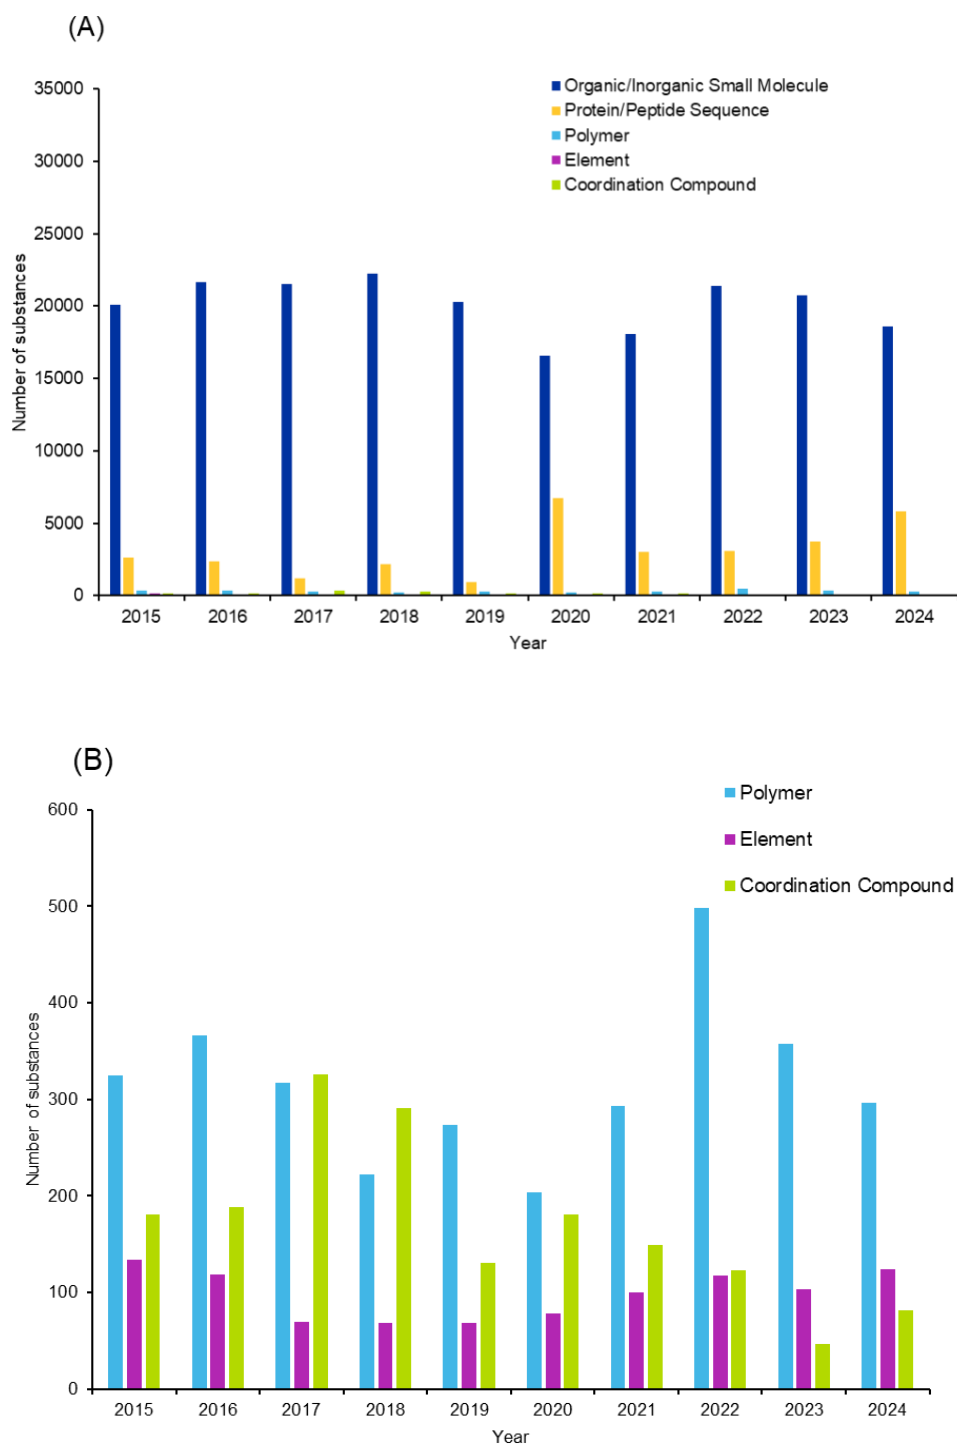 (A)
35000
30000
25000
20000
15000
10000
5000
0
Number of substances
Organic/Inorganic Small Molecule
Protein/Peptide Sequence
Polymer
Element
Coordination Compound
2015 2016 2017 2018 2019 2020 2021 2022 2023 2024
Year
(B)
600
500
400
300
200
100
0
Number of substances
Polymer
Element
Coordination Compound
2015 2016 2017 2018 2019 2020 2021 2022 2023 2024
Year